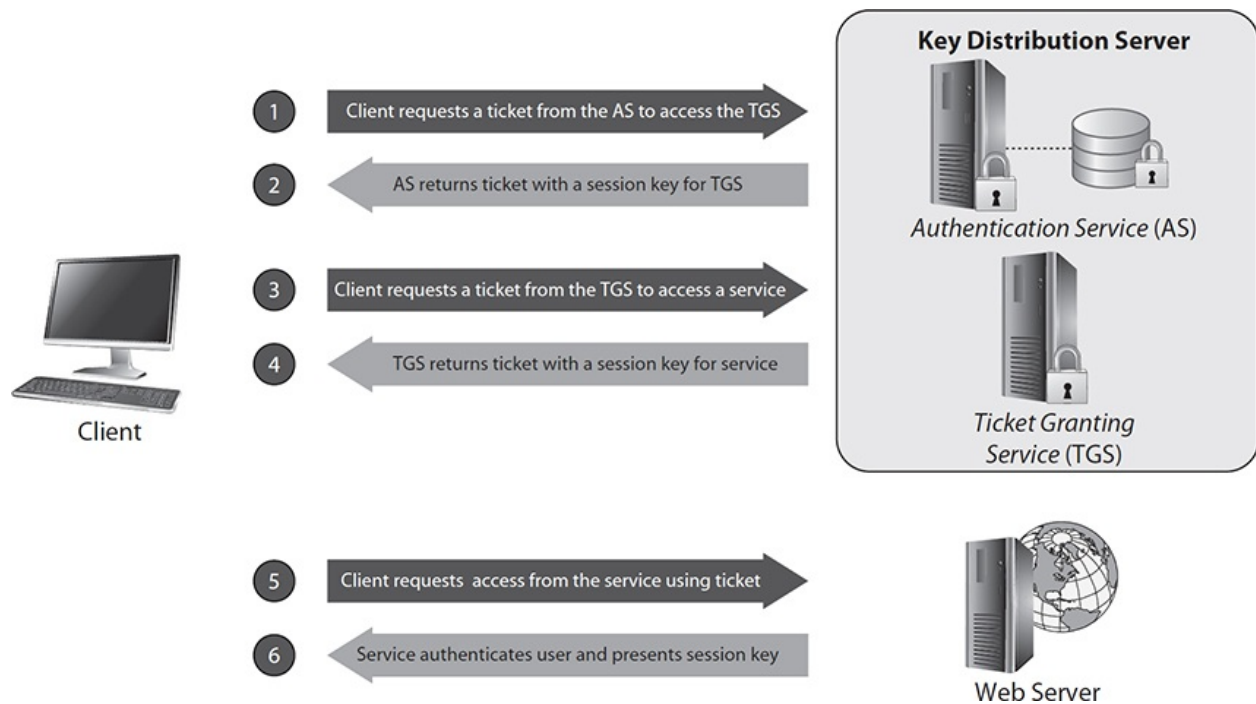 Key Distribution Server
1
Client requests a ticket from the AS to access the TGS
2
AS returns ticket with a session key for TGS
Authentication Service (AS)
3
Client requests a ticket from the TGS to access a service
4
TGS returns ticket with a session key for service
Client
Ticket Granting
Service (TGS)
5
Client requests access from the service using ticket
6
Service authenticates user and presents session key
Web Server